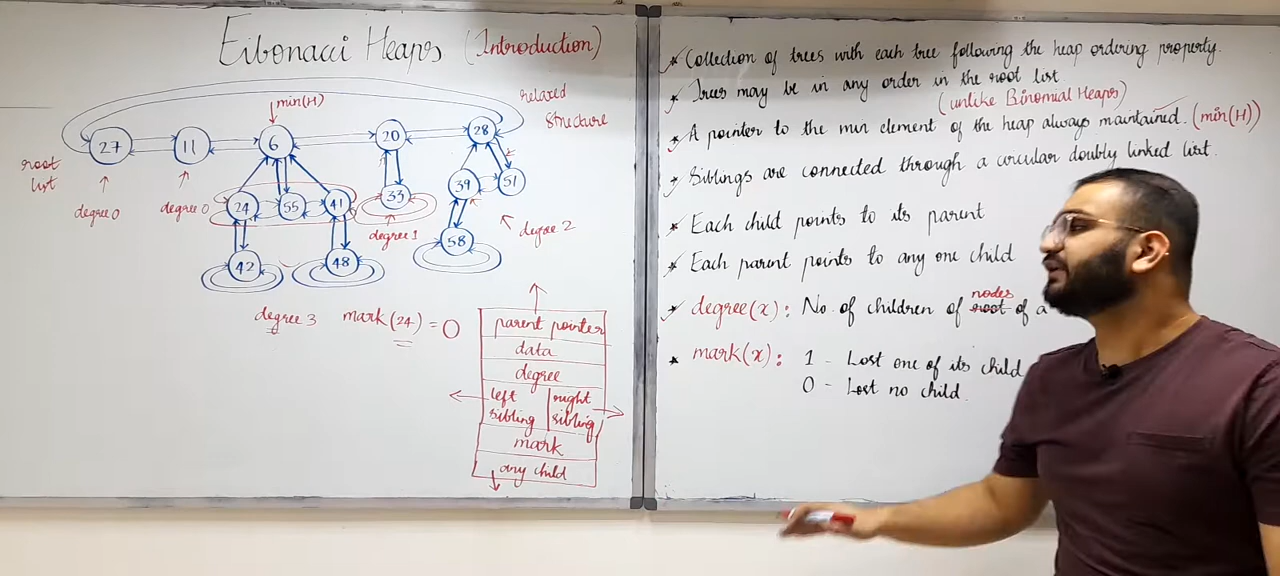 Fibonaci Heaps (Introduction)
min(H)
relaxed
structure
27 11 6 20 28
root
list
degree 0
degree 0
24 55 41 33 39 51
degree 1
degree 2
42 48 58
degree 3 mark(24) = 0
parent pointer
data
degree
left sibling | right sibling
mark
any child
* Collection of trees with each tree following the heap ordering property.
* Trees may be in any order in the root list
(unlike Binomial Heaps)
* A pointer to the min element of the heap always maintained. (min(H))
* Siblings are connected through a circular doubly linked list.
* Each child points to its parent
* Each parent points to any one child
nodes
* degree(x): No. of children of root of a
* mark(x): 1 - Lost one of its child
0 - Lost no child.